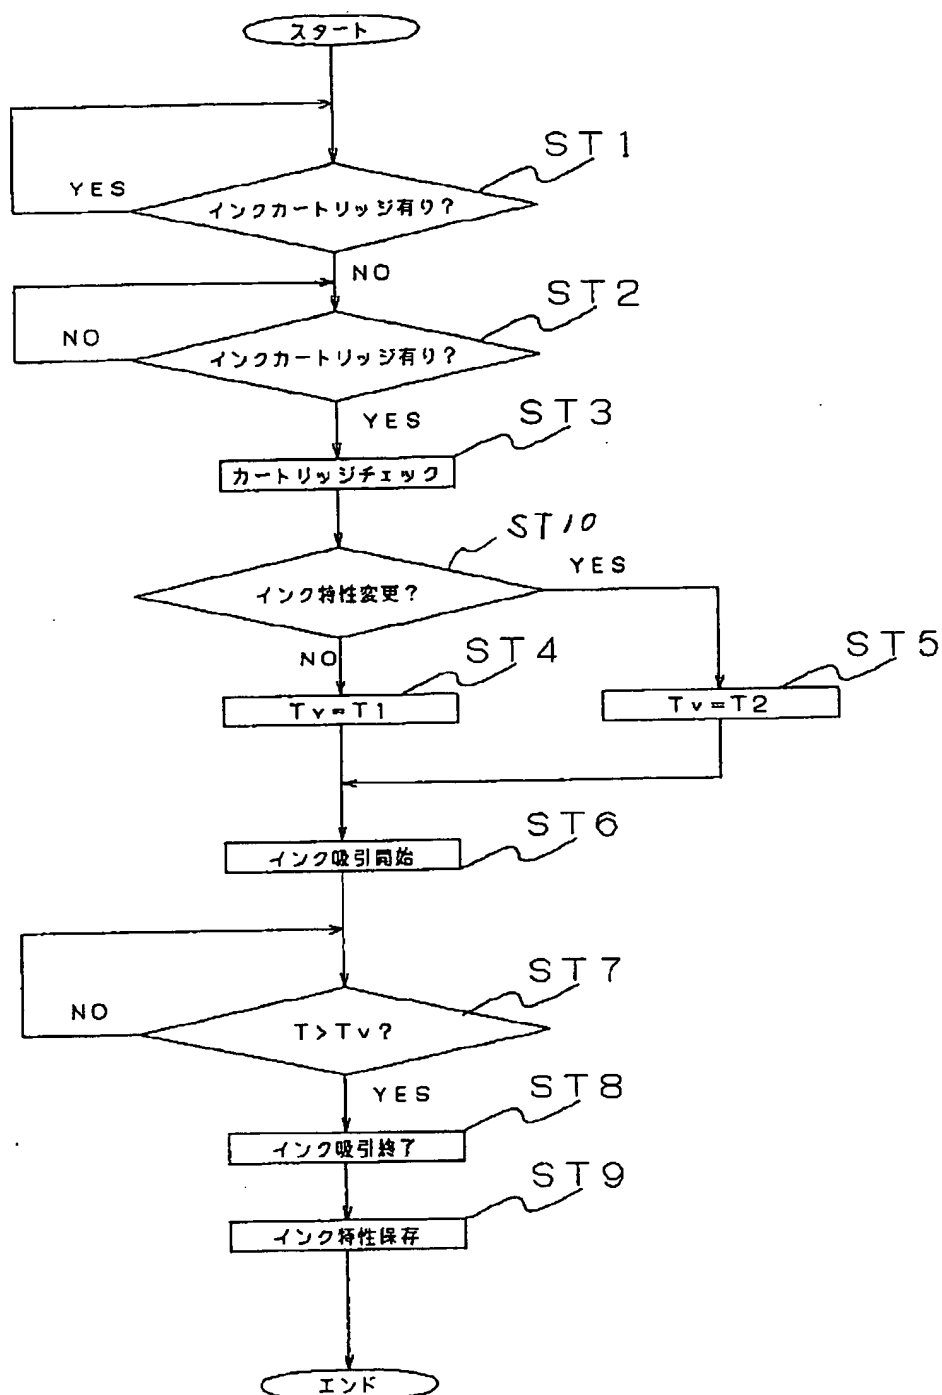 スタート
ST1
YES
インクカートリッジ有り?
NO
ST2
NO
インクカートリッジ有り?
YES
ST3
カートリッジチェック
ST10
YES
インク特性変更?
NO
ST4
ST5
Tv=T1
Tv=T2
ST6
インク吸引開始
ST7
NO
T>Tv?
YES
ST8
インク吸引終了
ST9
インク特性保存
エンド